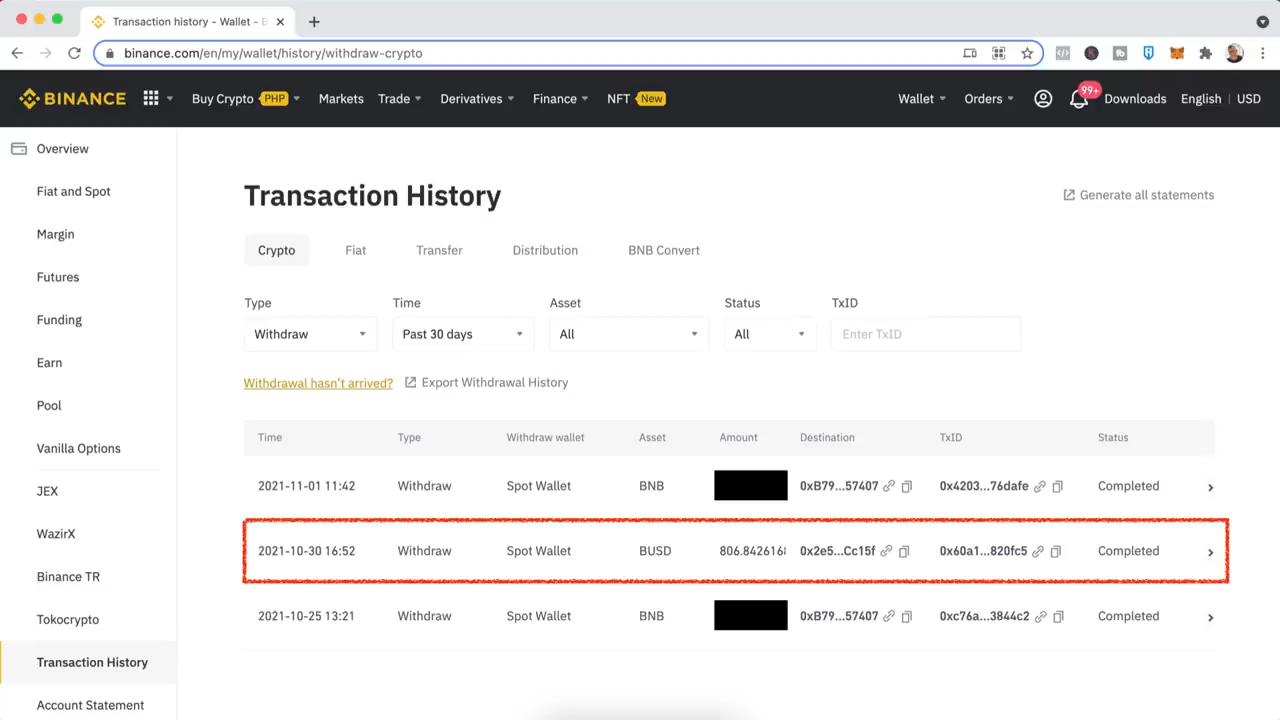 Transaction history - Wallet - B
binance.com/en/my/wallet/history/withdraw-crypto
BINANCE Buy Crypto PHP Markets Trade Derivatives Finance NFT New Wallet Orders 99+ Downloads English USD
Overview
Fiat and Spot
Margin
Futures
Funding
Earn
Pool
Vanilla Options
JEX
WazirX
Binance TR
Tokocrypto
Transaction History
Account Statement
Transaction History
Generate all statements
Crypto Fiat Transfer Distribution BNB Convert
Type Time Asset Status TxID
Withdraw Past 30 days All All Enter TxID
Withdrawal hasn't arrived? Export Withdrawal History
Time Type Withdraw wallet Asset Amount Destination TxID Status
2021-11-01 11:42 Withdraw Spot Wallet BNB 0xB79...57407 0x4203...76dafe Completed
2021-10-30 16:52 Withdraw Spot Wallet BUSD 806.8426168 0x2e5...Cc15f 0x60a1...820fc5 Completed
2021-10-25 13:21 Withdraw Spot Wallet BNB 0xB79...57407 0xc76a...3844c2 Completed